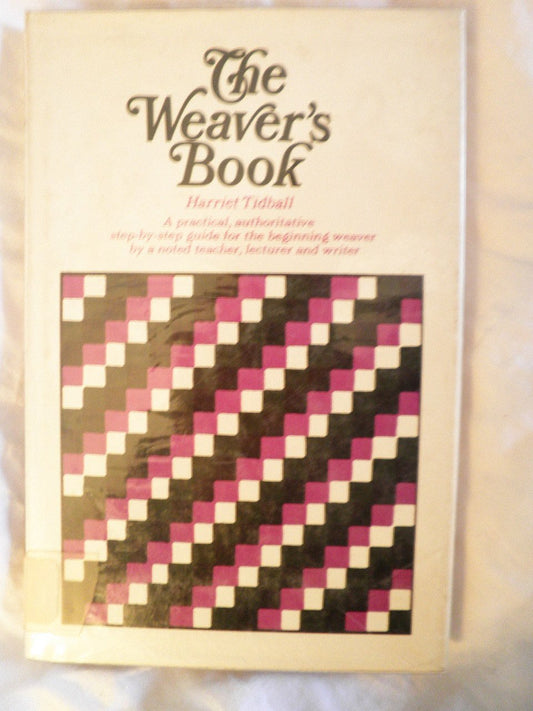 The
Weaver's
Book
Harriet Tidball
A practical, authoritative
step-by-step guide for the beginning weaver
by a noted teacher, lecturer and writer